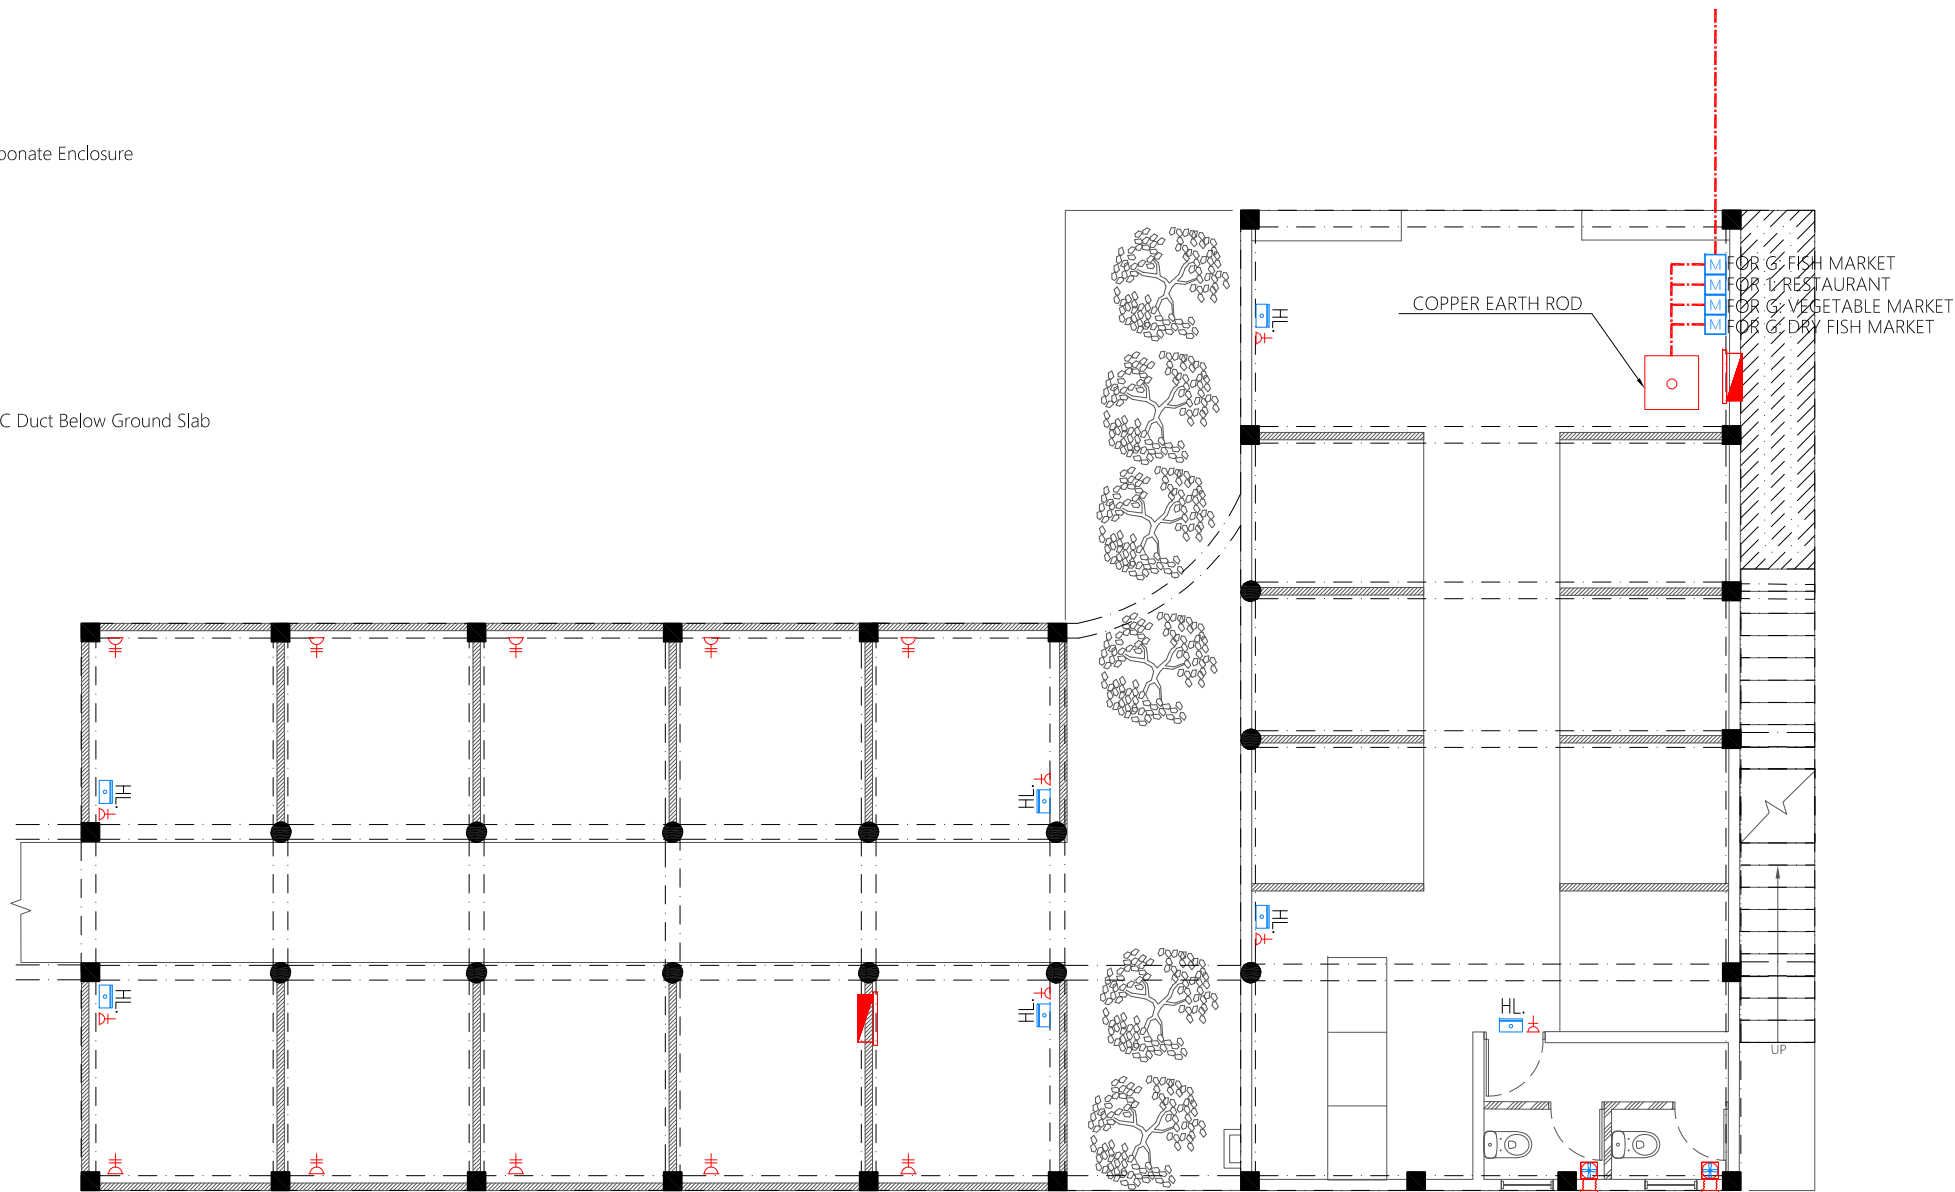 bonate Enclosure
FOR G: FISH MARKET
FOR 1: RESTAURANT
FOR G: VEGETABLE MARKET
FOR G: DRY FISH MARKET
COPPER EARTH ROD
HL.
C Duct Below Ground Slab
HL.
HL.
HL.
HL.
HL.
HL.
UP
M
M
M
M